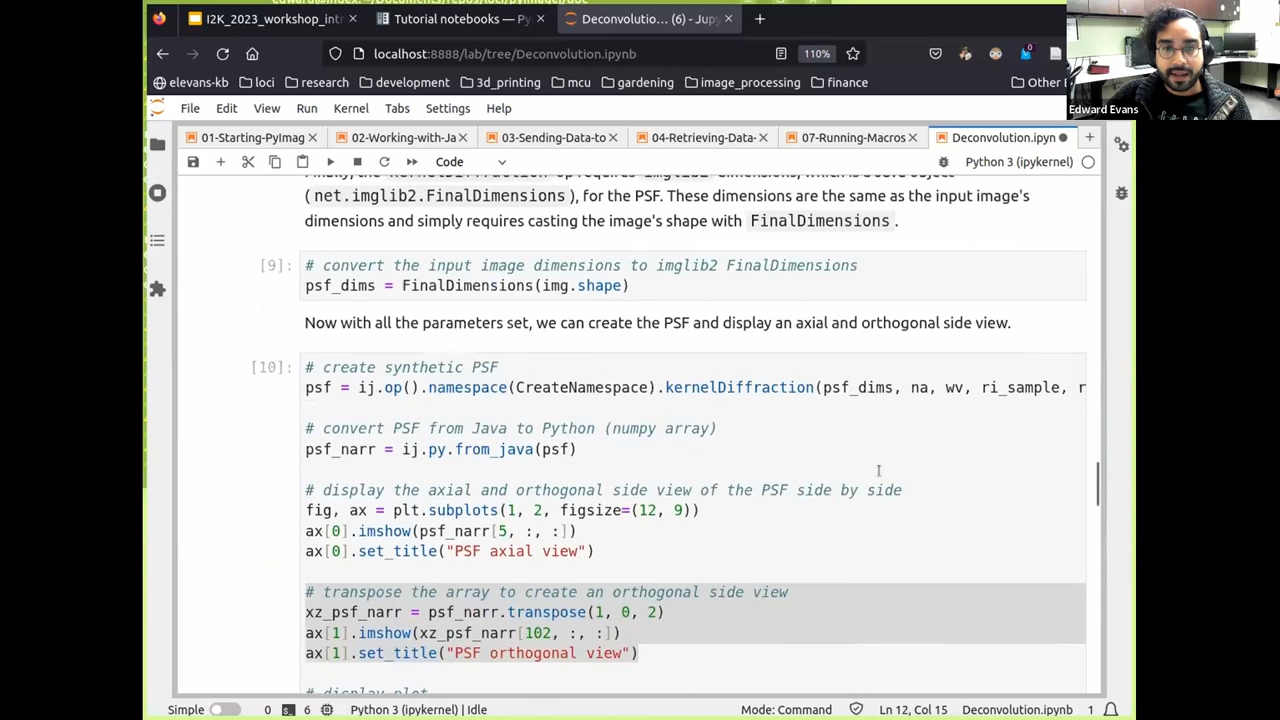 I2K_2023_workshop_intr
Tutorial notebooks — Py
Deconvolution… (6) - Jup
localhost:8888/lab/tree/Deconvolution.ipynb
110%
elevans-kb
loci
research
3d_printing
mcu
gardening
image_processing
finance
Other
Edward Evans
File Edit View Run Kernel Tabs Settings Help
01-Starting-PyImag
02-Working-with-Ja
03-Sending-Data-to
04-Retrieving-Data-
07-Running-Macros
Deconvolution.ipyn
Code
Python 3 (ipykernel)
(net.imglib2.FinalDimensions), for the PSF. These dimensions are the same as the input image's
dimensions and simply requires casting the image's shape with FinalDimensions.
[9]:
# convert the input image dimensions to imglib2 FinalDimensions
psf_dims = FinalDimensions(img.shape)
Now with all the parameters set, we can create the PSF and display an axial and orthogonal side view.
[10]:
# create synthetic PSF
psf = ij.op().namespace(CreateNamespace).kernelDiffraction(psf_dims, na, wv, ri_sample, r
# convert PSF from Java to Python (numpy array)
psf_narr = ij.py.from_java(psf)
# display the axial and orthogonal side view of the PSF side by side
fig, ax = plt.subplots(1, 2, figsize=(12, 9))
ax[0].imshow(psf_narr[5, :, :])
ax[0].set_title("PSF axial view")
# transpose the array to create an orthogonal side view
xz_psf_narr = psf_narr.transpose(1, 0, 2)
ax[1].imshow(xz_psf_narr[102, :, :])
ax[1].set_title("PSF orthogonal view")
# display plot
Simple 0 6 Python 3 (ipykernel) | Idle Mode: Command Ln 12, Col 15 Deconvolution.ipynb 1